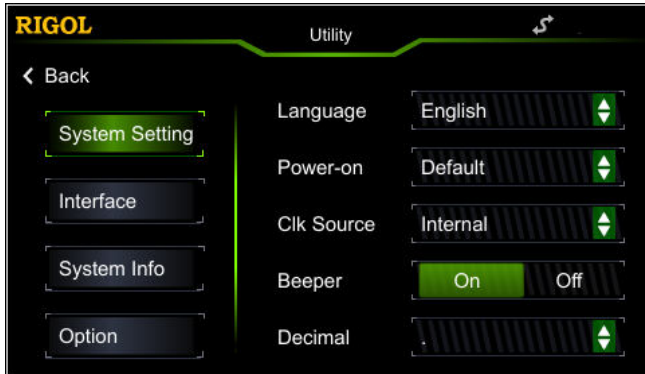 RIGOL
Utility
Back
System Setting
Interface
System Info
Option
Language English
Power-on Default
Clk Source Internal
Beeper On Off
Decimal .